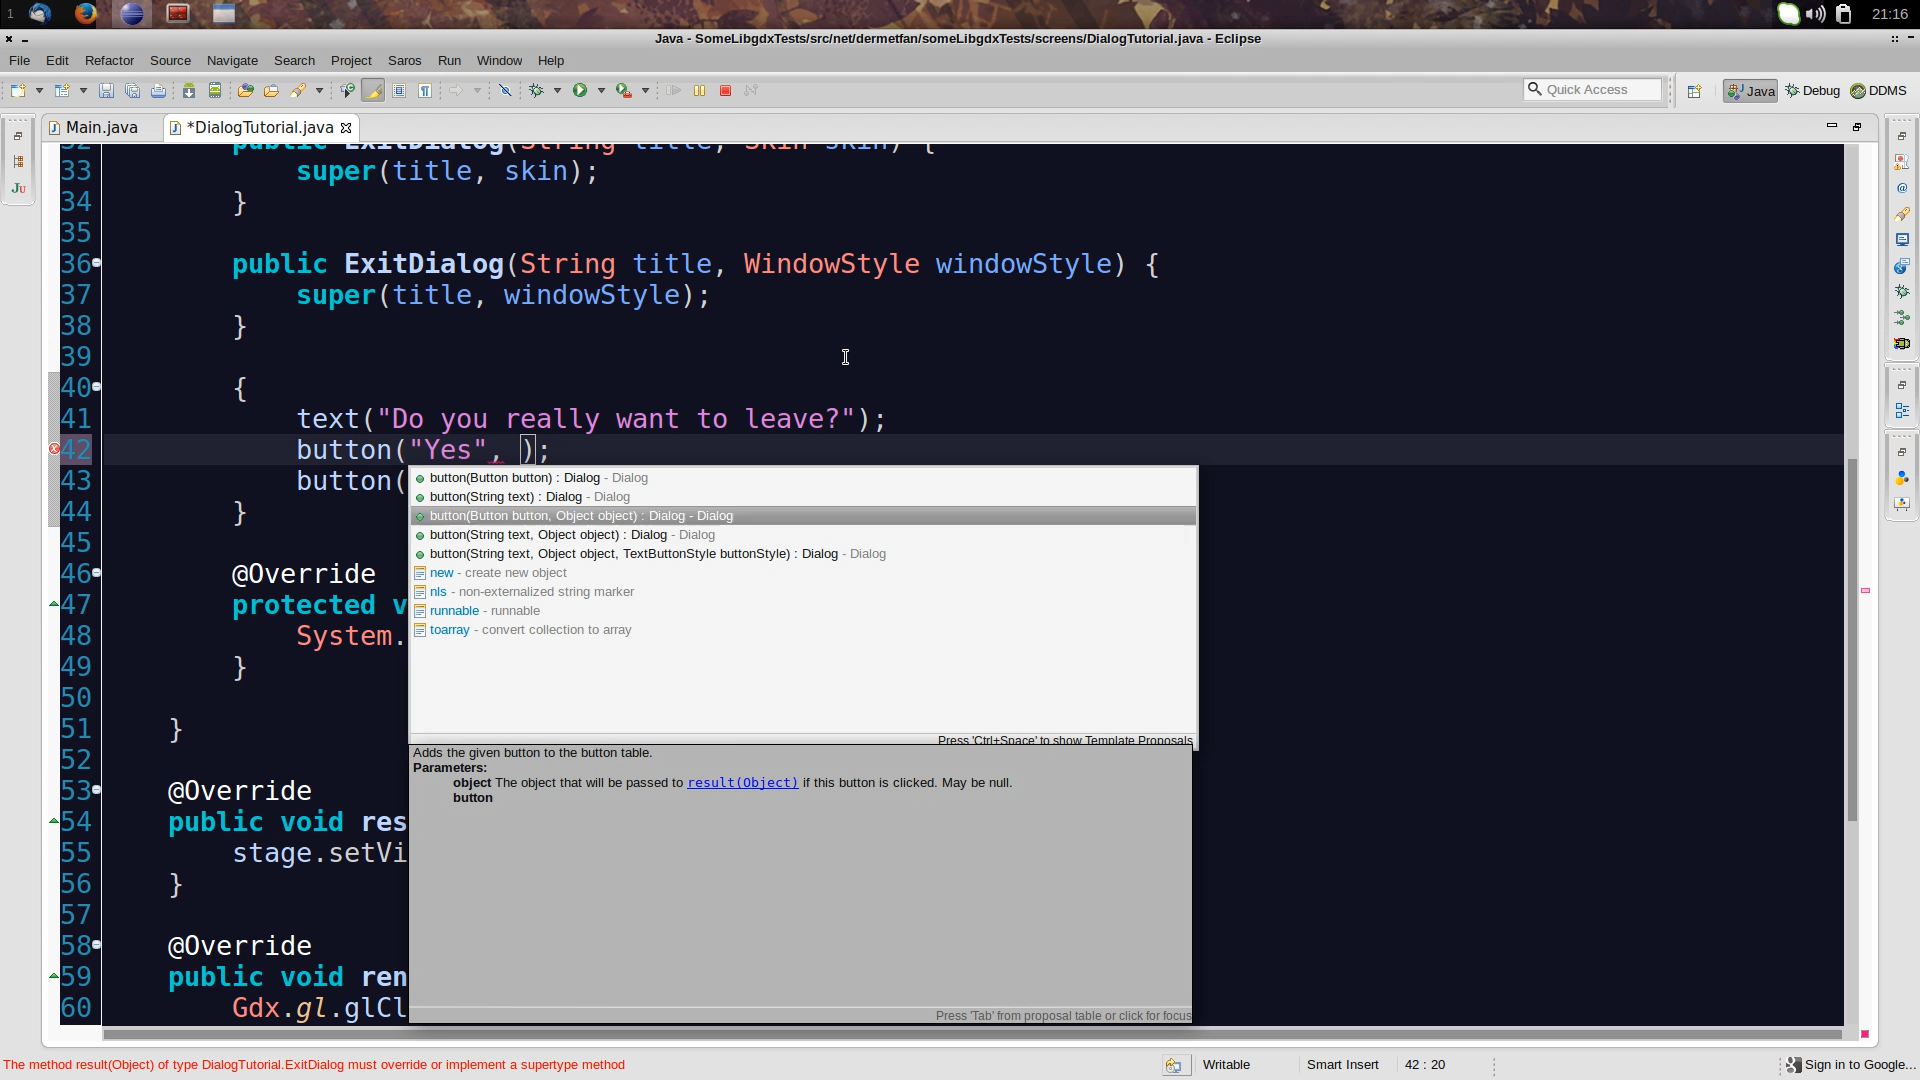 1
21:16
Java - SomeLibgdxTests/src/net/dermetfan/someLibgdxTests/screens/DialogTutorial.java - Eclipse
File Edit Refactor Source Navigate Search Project Saros Run Window Help
Quick Access
Java Debug DDMS
Main.java *DialogTutorial.java
32 public ExitDialog(String title, Skin skin) {
33 super(title, skin);
34 }
35
36 public ExitDialog(String title, WindowStyle windowStyle) {
37 super(title, windowStyle);
38 }
39
40 {
41 text("Do you really want to leave?");
42 button("Yes", );
43 button(
44 }
45
46 @Override
47 protected v
48 System.
49 }
50
51 }
52
53 @Override
54 public void res
55 stage.setVi
56 }
57
58 @Override
59 public void ren
60 Gdx.gl.glCl
button(Button button) : Dialog - Dialog
button(String text) : Dialog - Dialog
button(Button button, Object object) : Dialog - Dialog
button(String text, Object object) : Dialog - Dialog
button(String text, Object object, TextButtonStyle buttonStyle) : Dialog - Dialog
new - create new object
nls - non-externalized string marker
runnable - runnable
toarray - convert collection to array
Press 'Ctrl+Space' to show Template Proposals
Adds the given button to the button table.
Parameters:
object The object that will be passed to result(Object) if this button is clicked. May be null.
button
Press 'Tab' from proposal table or click for focus
The method result(Object) of type DialogTutorial.ExitDialog must override or implement a supertype method
Writable Smart Insert 42 : 20 Sign in to Google...